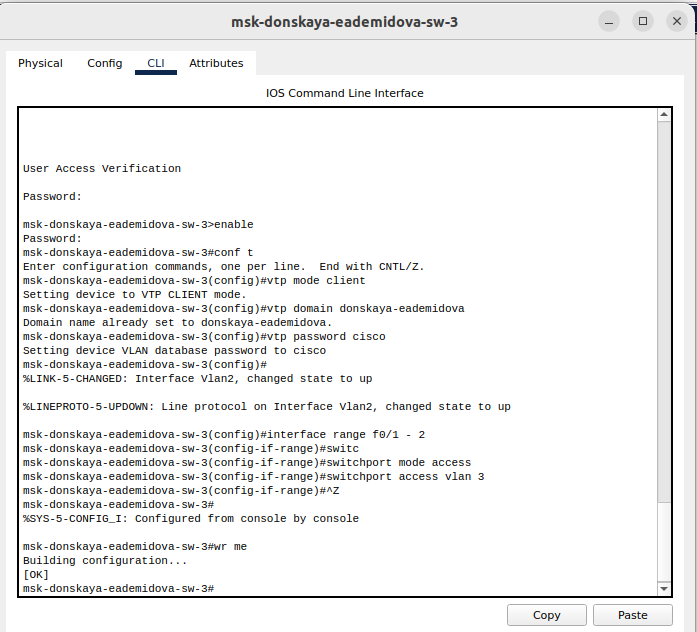 msk-donskaya-eademidova-sw-3
Physical Config CLI Attributes
IOS Command Line Interface
User Access Verification
Password:
msk-donskaya-eademidova-sw-3>enable
Password:
msk-donskaya-eademidova-sw-3#conf t
Enter configuration commands, one per line.  End with CNTL/Z.
msk-donskaya-eademidova-sw-3(config)#vtp mode client
Setting device to VTP CLIENT mode.
msk-donskaya-eademidova-sw-3(config)#vtp domain donskaya-eademidova
Domain name already set to donskaya-eademidova.
msk-donskaya-eademidova-sw-3(config)#vtp password cisco
Setting device VLAN database password to cisco
msk-donskaya-eademidova-sw-3(config)#
%LINK-5-CHANGED: Interface Vlan2, changed state to up
%LINEPROTO-5-UPDOWN: Line protocol on Interface Vlan2, changed state to up
msk-donskaya-eademidova-sw-3(config)#interface range f0/1 - 2
msk-donskaya-eademidova-sw-3(config-if-range)#switc
msk-donskaya-eademidova-sw-3(config-if-range)#switchport mode access
msk-donskaya-eademidova-sw-3(config-if-range)#switchport access vlan 3
msk-donskaya-eademidova-sw-3(config-if-range)#^Z
msk-donskaya-eademidova-sw-3#
%SYS-5-CONFIG_I: Configured from console by console
msk-donskaya-eademidova-sw-3#wr me
Building configuration...
[OK]
msk-donskaya-eademidova-sw-3#
Copy Paste